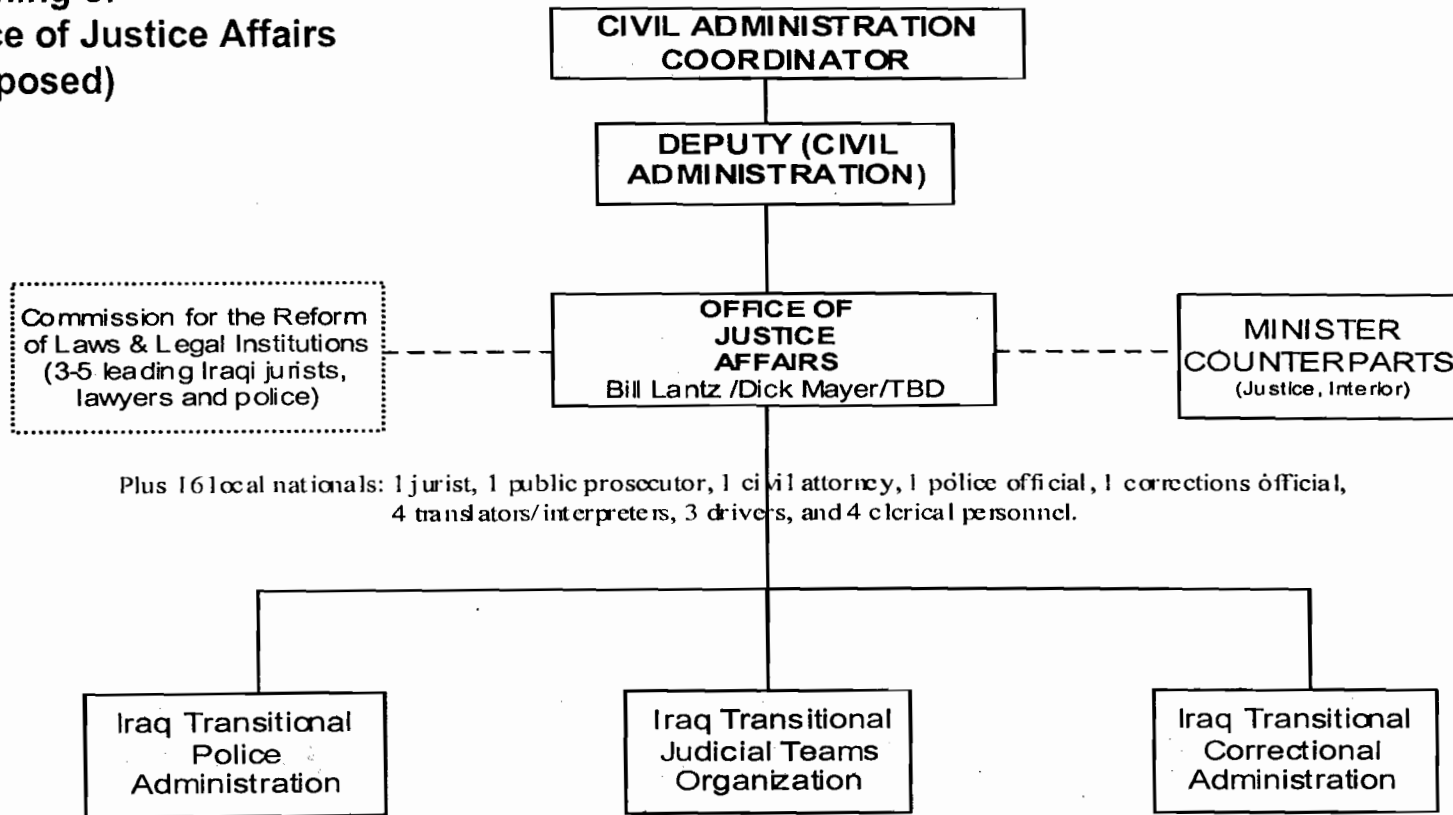 ce of Justice Affairs
posed)
CIVIL ADMINISTRATION
COORDINATOR
DEPUTY (CIVIL
ADMINISTRATION)
Commission for the Reform
of Laws & Legal Institutions
(3-5 leading Iraqi jurists,
lawyers and police)
OFFICE OF
JUSTICE
AFFAIRS
Bill Lantz /Dick Mayer/TBD
MINISTER
COUNTERPARTS
(Justice, Interior)
Plus 16 local nationals: 1 jurist, 1 public prosecutor, 1 civil attorney, 1 police official, 1 corrections official,
4 translators/interpreters, 3 drivers, and 4 clerical personnel.
Iraq Transitional
Police
Administration
Iraq Transitional
Judicial Teams
Organization
Iraq Transitional
Correctional
Administration